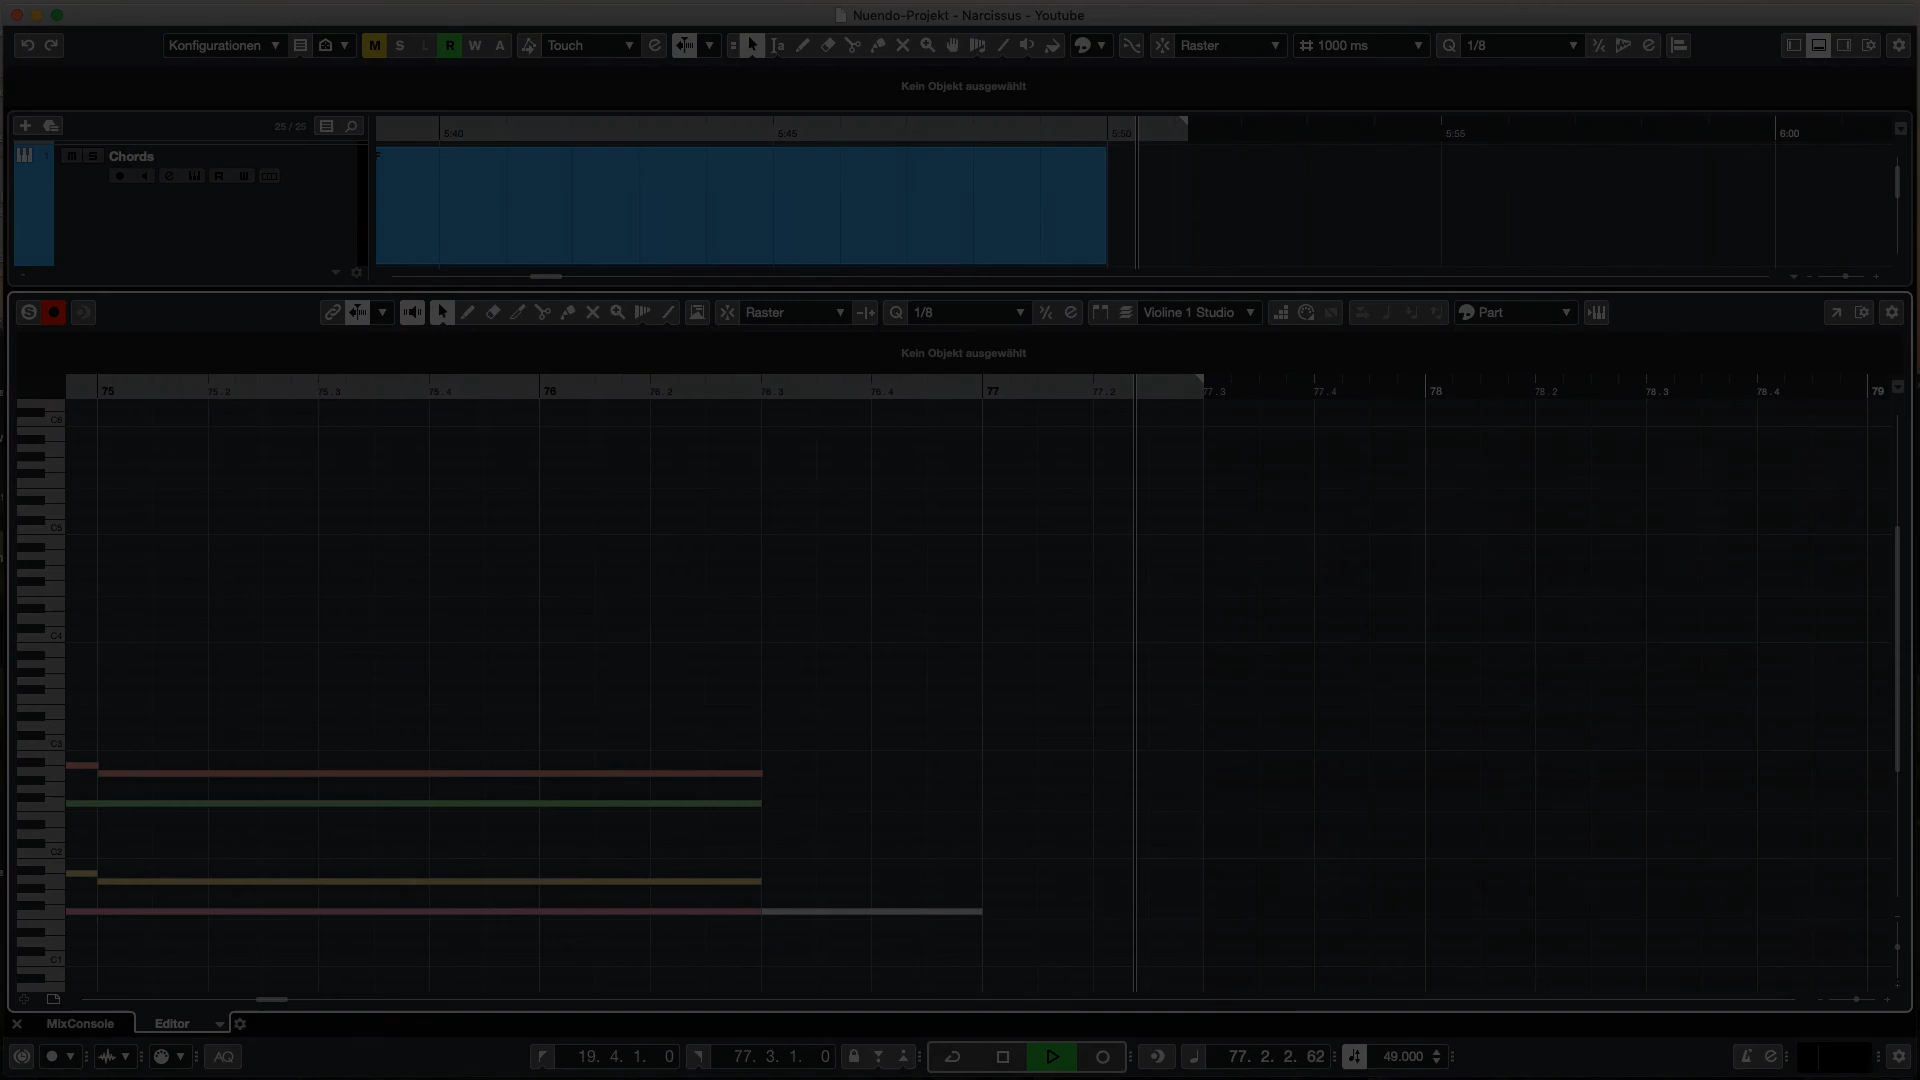 Nuendo-Projekt - Narcissus - Youtube
Konfigurationen M S L R W A Touch Raster 1000 ms Q 1/8
Kein Objekt ausgewählt
25 / 25
5:40 5:45 5:50 5:55 6:00
1 m S Chords
e R
S Raster Q 1/8 Violine 1 Studio Part
Kein Objekt ausgewählt
75 75.2 75.3 75.4 76 76.2 76.3 76.4 77 77.2 77.3 77.4 78 78.2 78.3 78.4 79
C6
C5
C4
C3
C2
C1
MixConsole Editor
AQ 19. 4. 1. 0 77. 3. 1. 0 77. 2. 2. 62 49.000